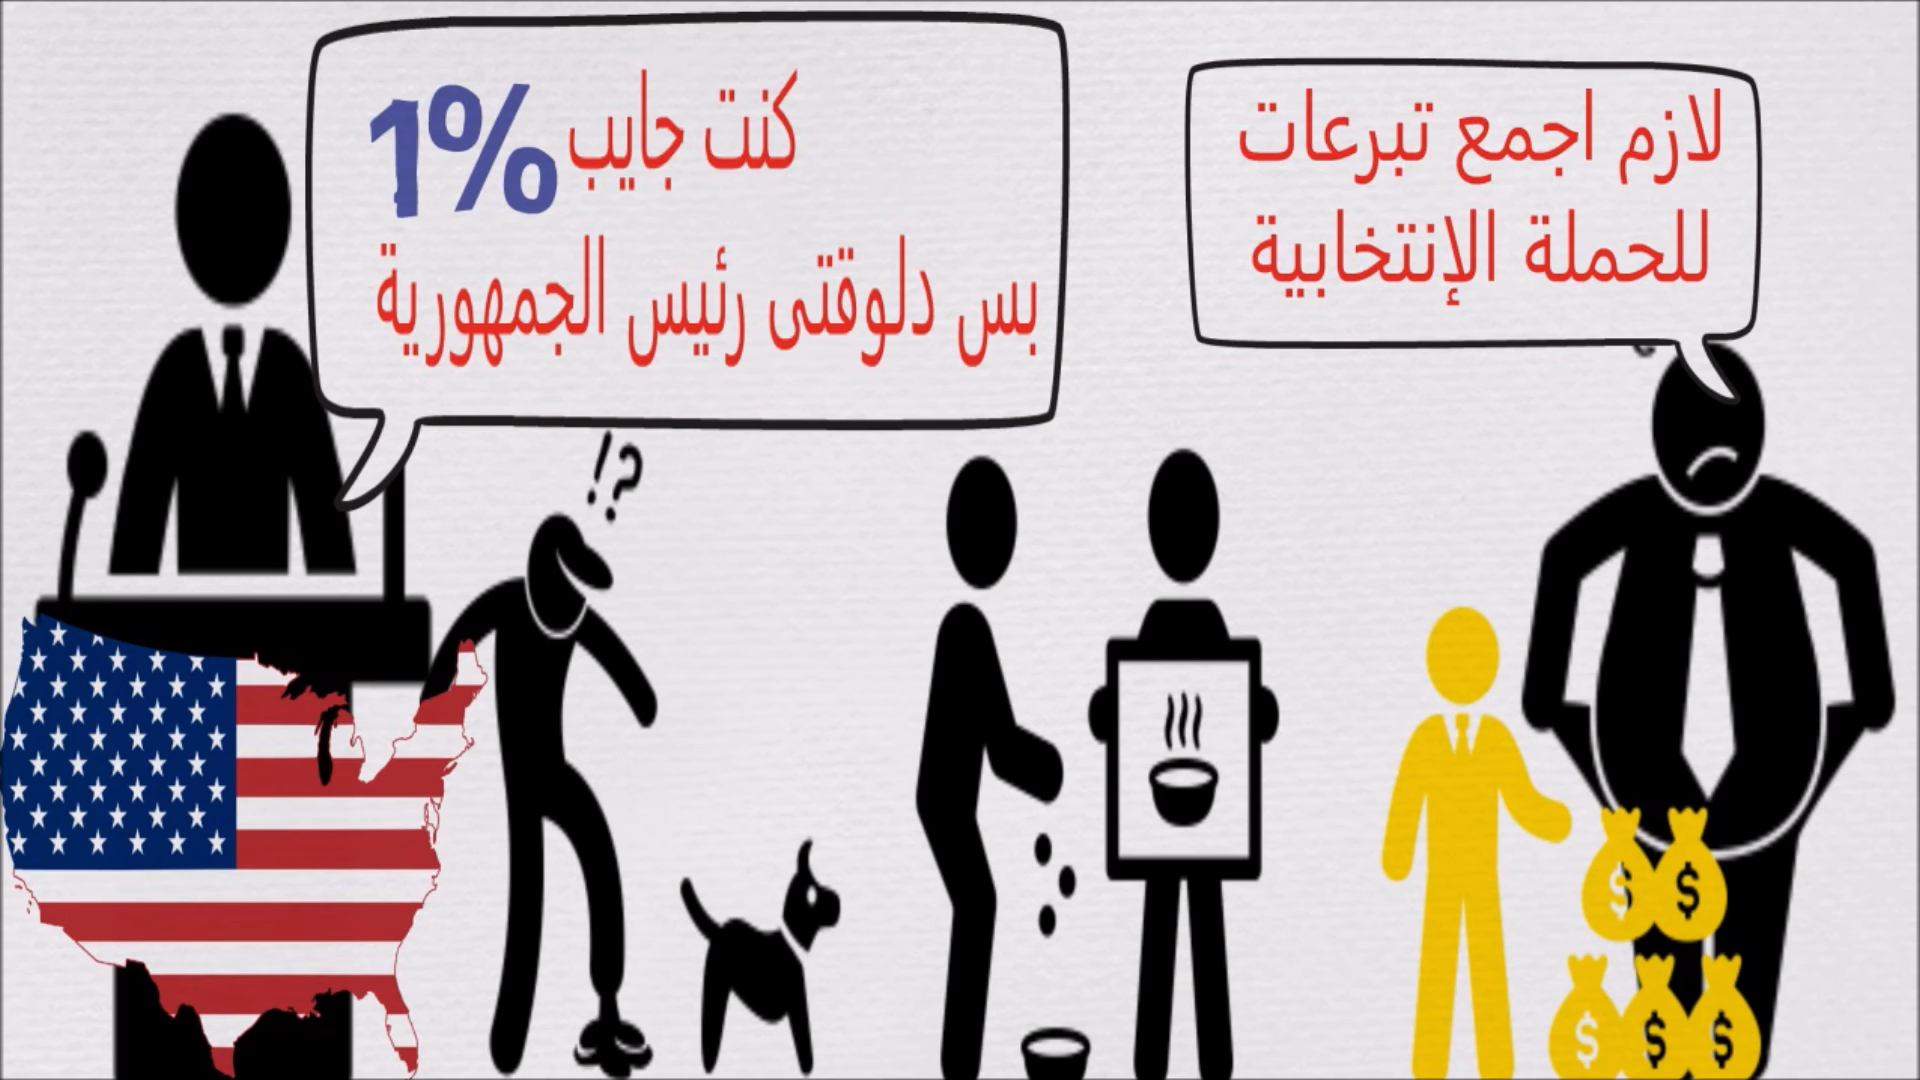 كنت جايب 1%
بس دلوقتى رئيس الجمهورية
لازم اجمع تبرعات
للحملة الإنتخابية
!?
$ $
$ $ $